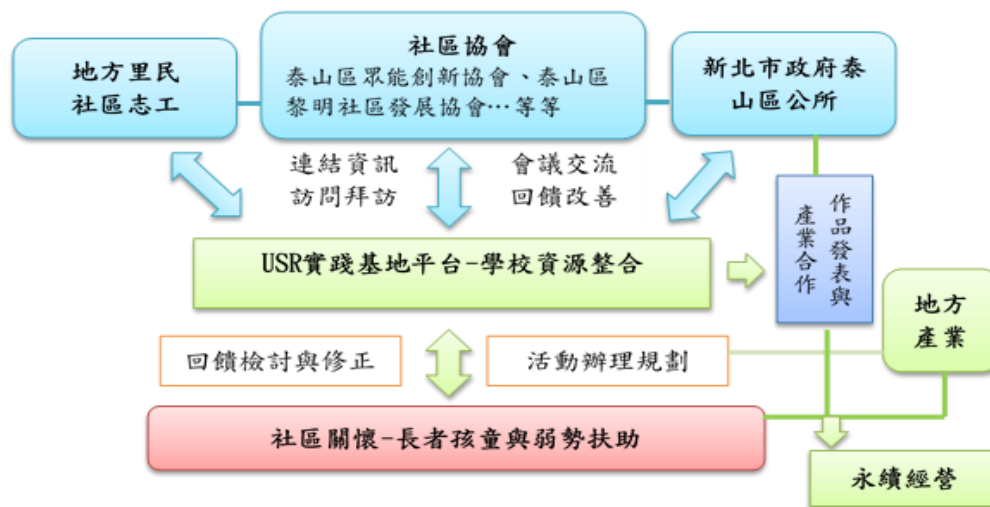 地方里民
社區志工
社區協會
泰山區眾能創新協會、泰山區
黎明社區發展協會…等等
新北市政府泰
山區公所
連結資訊
訪問拜訪
會議交流
回饋改善
作品發表與
產業合作
USR實踐基地平台-學校資源整合
地方
產業
回饋檢討與修正
活動辦理規劃
社區關懷-長者孩童與弱勢扶助
永續經營